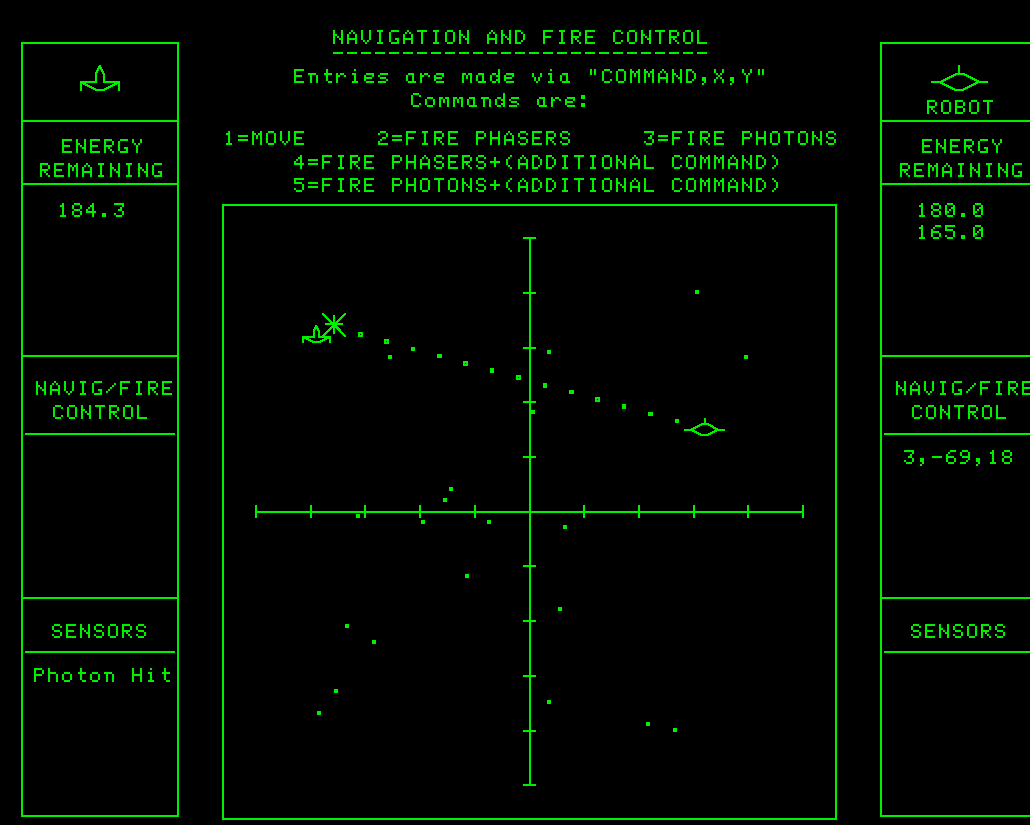 NAVIGATION AND FIRE CONTROL
Entries are made via "COMMAND,X,Y"
Commands are:
1=MOVE 2=FIRE PHASERS 3=FIRE PHOTONS
4=FIRE PHASERS+(ADDITIONAL COMMAND)
5=FIRE PHOTONS+(ADDITIONAL COMMAND)
ENERGY
REMAINING
184.3
NAVIG/FIRE
CONTROL
SENSORS
Photon Hit
ROBOT
ENERGY
REMAINING
180.0
165.0
NAVIG/FIRE
CONTROL
3,-69,18
SENSORS